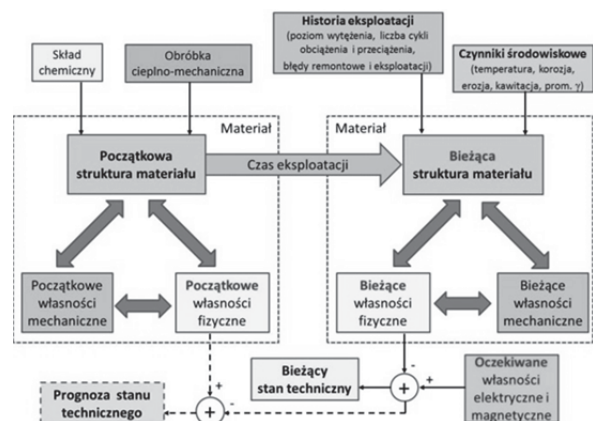 Skład
chemiczny
Obróbka
cieplno-mechaniczna
Historia eksploatacji
(poziom wytężenia, liczba cykli
obciążenia i przeciążenia,
błędy remontowe i eksploatacji)
Czynniki środowiskowe
(temperatura, korozja,
erozja, kawitacja, prom. γ)
Materiał
Początkowa
struktura materiału
Czas eksploatacji
Materiał
Bieżąca
struktura materiału
Początkowe
własności
mechaniczne
Początkowe
własności
fizyczne
Bieżące
własności
fizyczne
Bieżące
własności
mechaniczne
Bieżący
stan techniczny
-
+
+
Oczekiwane
własności
elektryczne i
magnetyczne
Prognoza stanu
technicznego
+
-
+